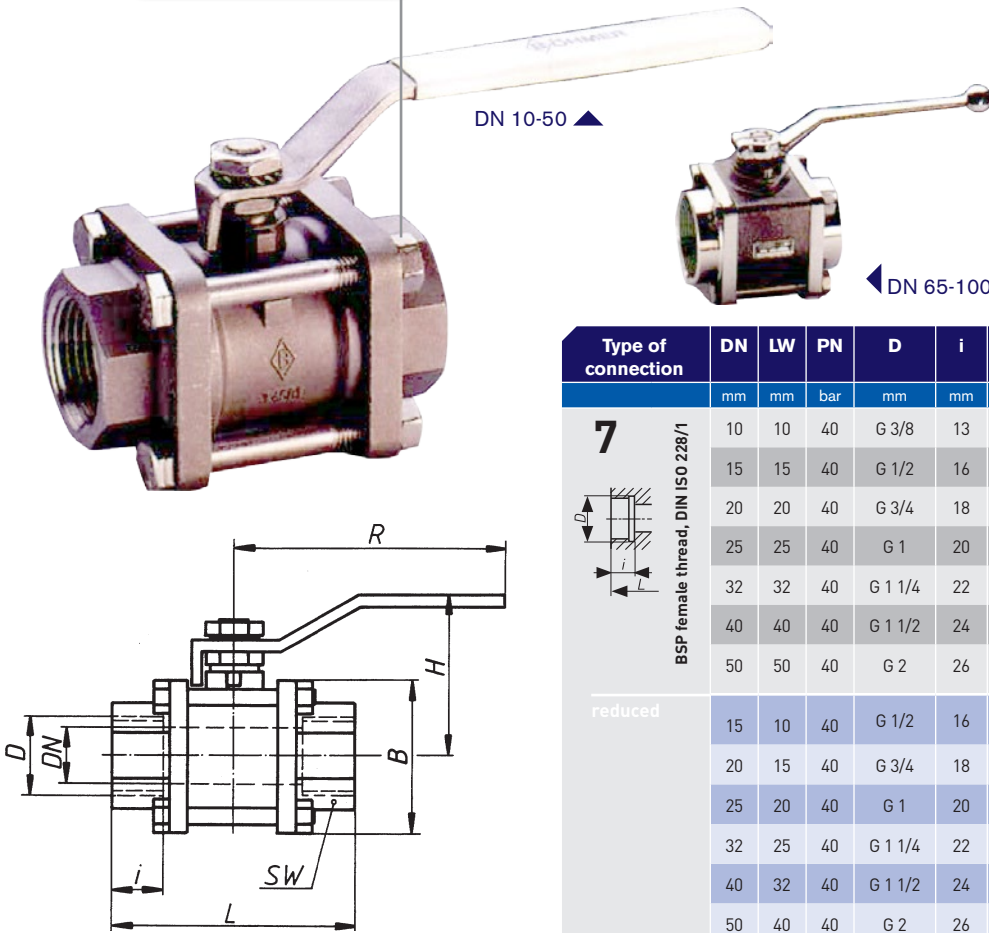 BÖHMER
DN 10-50
DN 65-100
Type of connection DN LW PN D i
mm mm bar mm mm
7
BSP female thread, DIN ISO 228/1
D
i
L
10 10 40 G 3/8 13
15 15 40 G 1/2 16
20 20 40 G 3/4 18
25 25 40 G 1 20
32 32 40 G 1 1/4 22
40 40 40 G 1 1/2 24
50 50 40 G 2 26
reduced
15 10 40 G 1/2 16
20 15 40 G 3/4 18
25 20 40 G 1 20
32 25 40 G 1 1/4 22
40 32 40 G 1 1/2 24
50 40 40 G 2 26
R
H
B
D
DN
SW
i
L